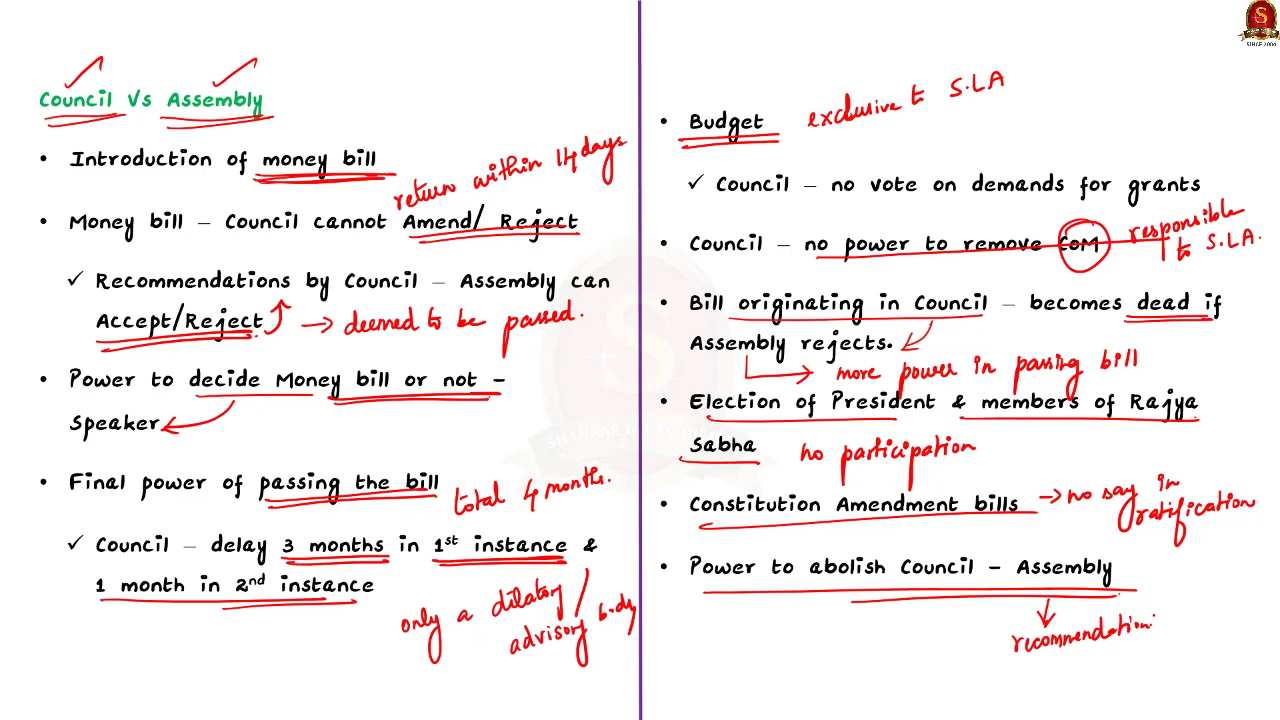 Council Vs Assembly
• Introduction of money bill
return within 14 days
• Money bill – Council cannot Amend/ Reject
✓ Recommendations by Council – Assembly can
Accept/Reject → deemed to be passed.
• Power to decide Money bill or not –
speaker
• Final power of passing the bill
total 4 months.
✓ Council – delay 3 months in 1st instance &
1 month in 2nd instance
only a dilatory /
advisory body
SINCE 2004
• Budget exclusive to S.L.A
✓ Council – no vote on demands for grants
• Council – no power to remove CoM responsible
to S.L.A.
• Bill originating in Council – becomes dead if
Assembly rejects.
→ more power in passing bill
• Election of President & members of Rajya
Sabha no participation
• Constitution Amendment bills → no say in
ratification
• Power to abolish Council – Assembly
recommendation